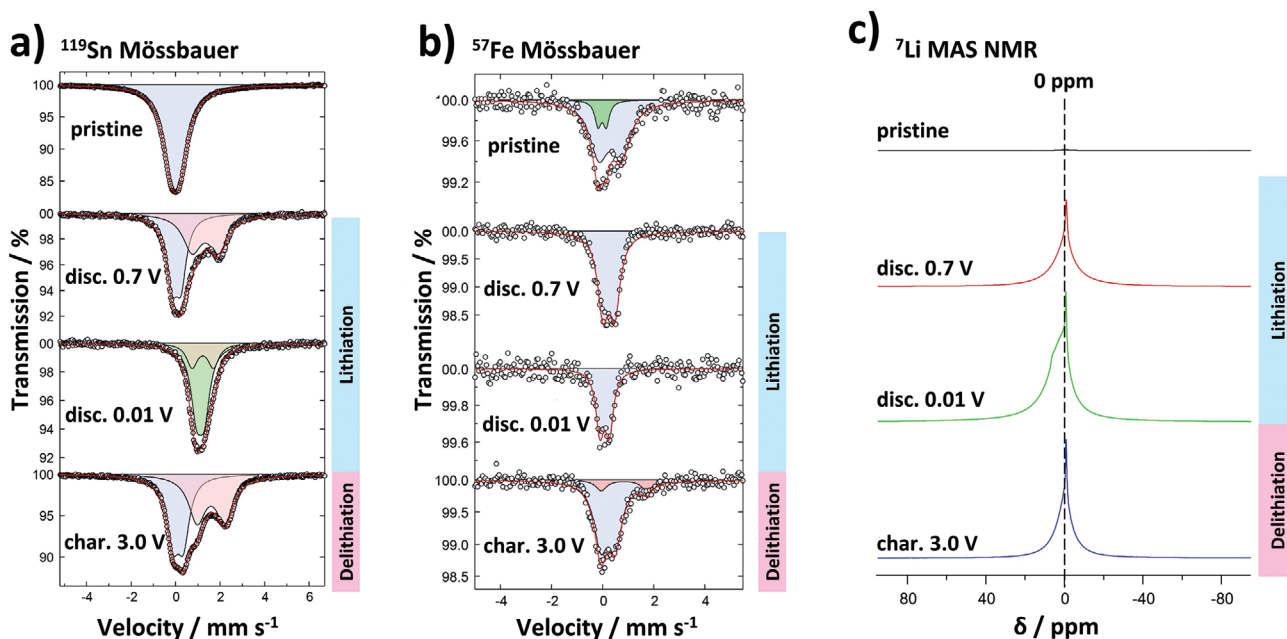 a) ¹¹⁹Sn Mössbauer
100
95
90
85
pristine
00
98
96
94
92
disc. 0.7 V
00
98
96
94
92
disc. 0.01 V
100
95
90
char. 3.0 V
-4 -2 0 2 4 6
Velocity / mm s⁻¹
Transmission / %
Lithiation
Delithiation
b) ⁵⁷Fe Mössbauer
100.0
99.6
99.2
pristine
00.0
99.5
99.0
98.5
disc. 0.7 V
00.0
99.8
99.6
disc. 0.01 V
100.0
99.5
99.0
98.5
char. 3.0 V
-4 -2 0 2 4
Velocity / mm s⁻¹
Transmission / %
Lithiation
Delithiation
c) ⁷Li MAS NMR
0 ppm
pristine
disc. 0.7 V
disc. 0.01 V
char. 3.0 V
80 40 0 -40 -80
δ / ppm
Lithiation
Delithiation